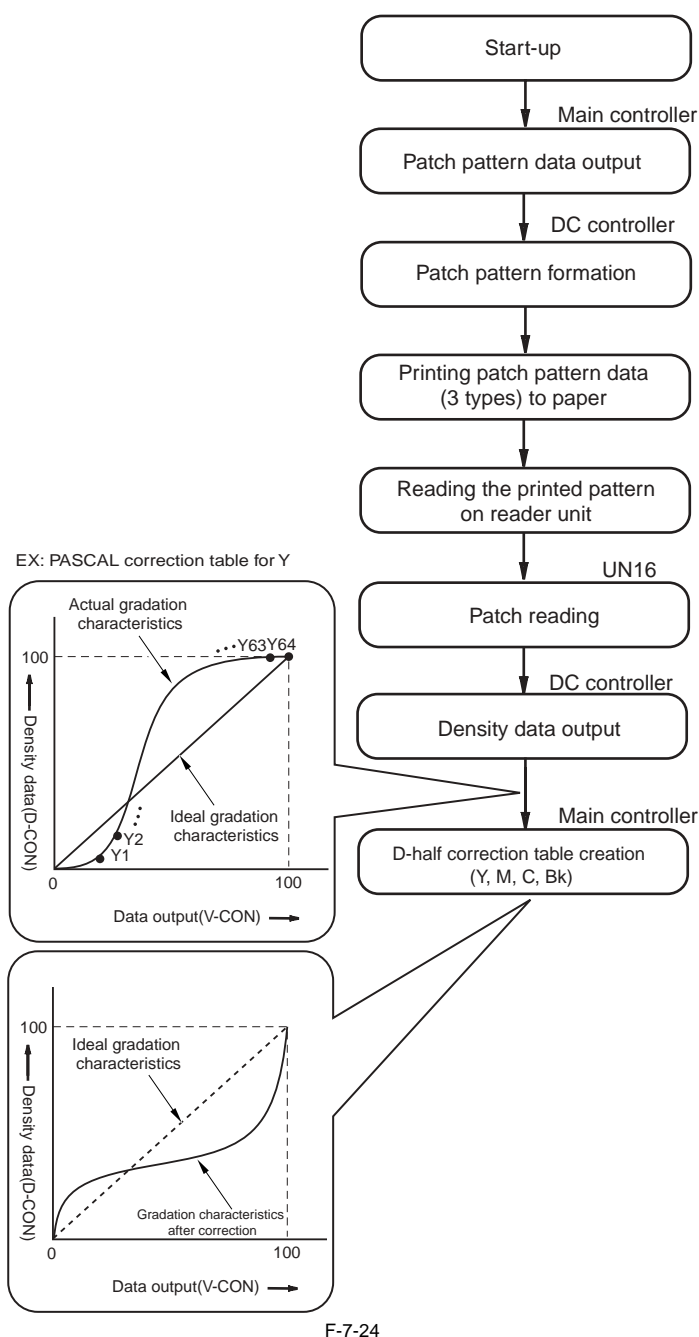 Start-up
Main controller
Patch pattern data output
DC controller
Patch pattern formation
Printing patch pattern data
(3 types) to paper
Reading the printed pattern
on reader unit
UN16
Patch reading
DC controller
Density data output
Main controller
D-half correction table creation
(Y, M, C, Bk)
EX: PASCAL correction table for Y
Actual gradation
characteristics
Y63 Y64
100
Density data(D-CON)
Ideal gradation
characteristics
Y2
Y1
0
100
Data output(V-CON)
100
Ideal gradation
characteristics
Density data(D-CON)
Gradation characteristics
after correction
0
100
Data output(V-CON)
F-7-24